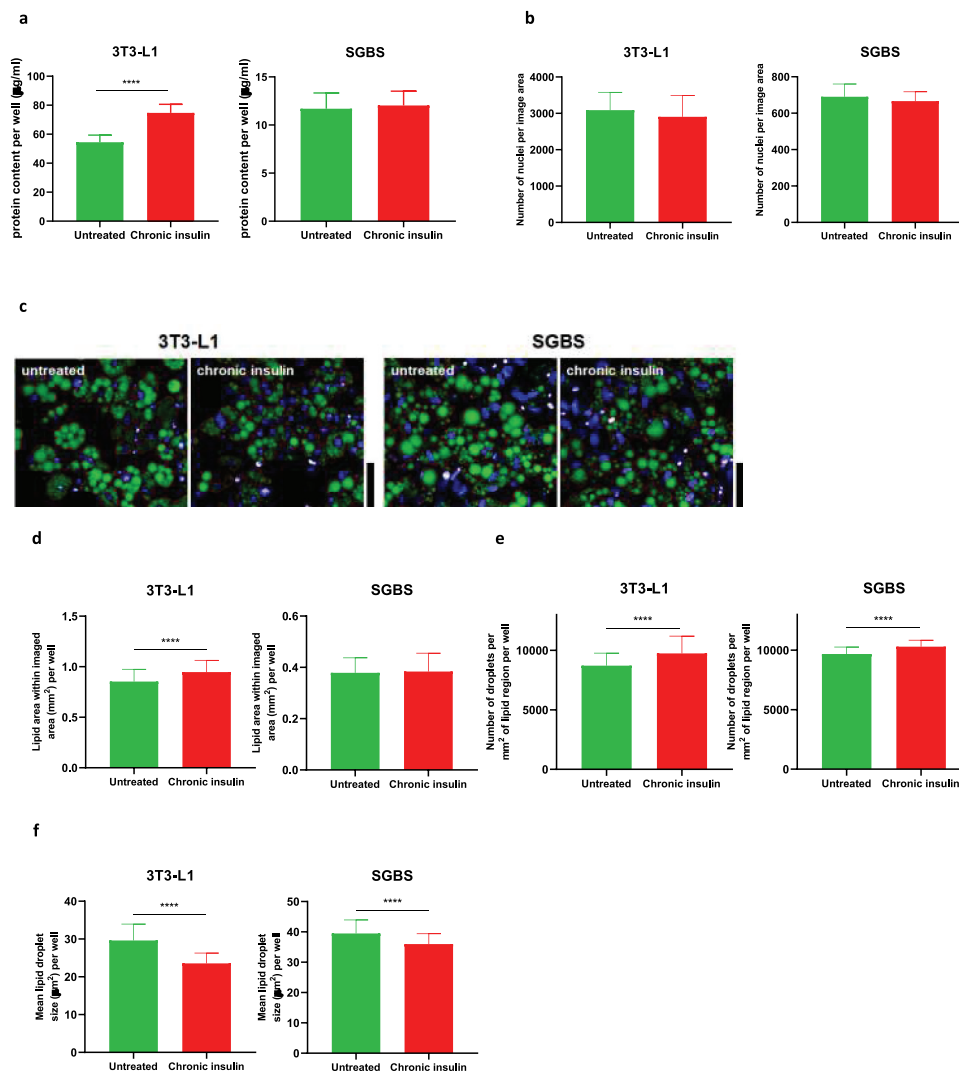 a
3T3-L1
SGBS
protein content per well (µg/ml)
100
80
60
40
20
0
****
Untreated Chronic insulin
protein content per well (µg/ml)
15
10
5
0
Untreated Chronic insulin
b
3T3-L1
SGBS
Number of nuclei per image area
4000
3000
2000
1000
0
Untreated Chronic insulin
Number of nuclei per image area
800
600
400
200
0
Untreated Chronic insulin
c
3T3-L1
SGBS
untreated
chronic insulin
untreated
chronic insulin
d
3T3-L1
SGBS
Lipid area within imaged
area (mm²) per well
1.5
1.0
0.5
0.0
****
Untreated Chronic insulin
Lipid area within imaged
area (mm²) per well
0.6
0.4
0.2
0.0
Untreated Chronic insulin
e
3T3-L1
SGBS
Number of droplets per
mm² of lipid region per well
10000
5000
0
****
Untreated Chronic insulin
Number of droplets per
mm² of lipid region per well
10000
5000
0
****
Untreated Chronic insulin
f
3T3-L1
SGBS
Mean lipid droplet
size (µm²) per well
40
30
20
10
0
****
Untreated Chronic insulin
Mean lipid droplet
size (µm²) per well
50
40
30
20
10
0
****
Untreated Chronic insulin